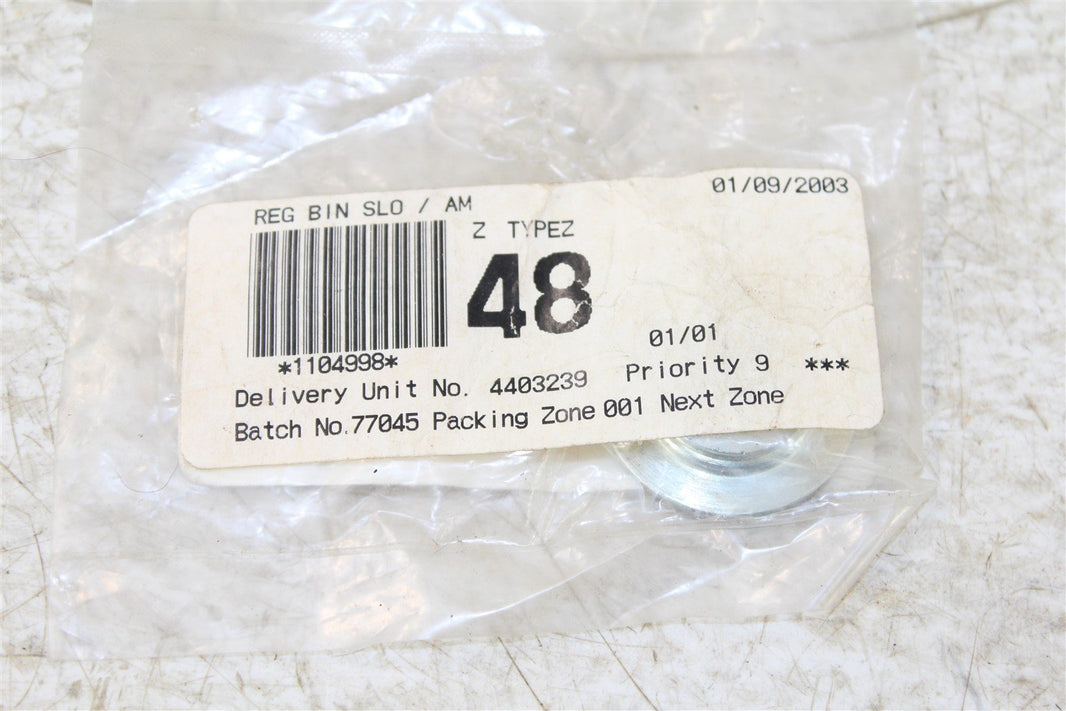 01/09/2003
REG BIN SLO / AM
Z TYPEZ
48
*1104998*
01/01
Delivery Unit No. 4403239 Priority 9 ***
Batch No.77045 Packing Zone 001 Next Zone